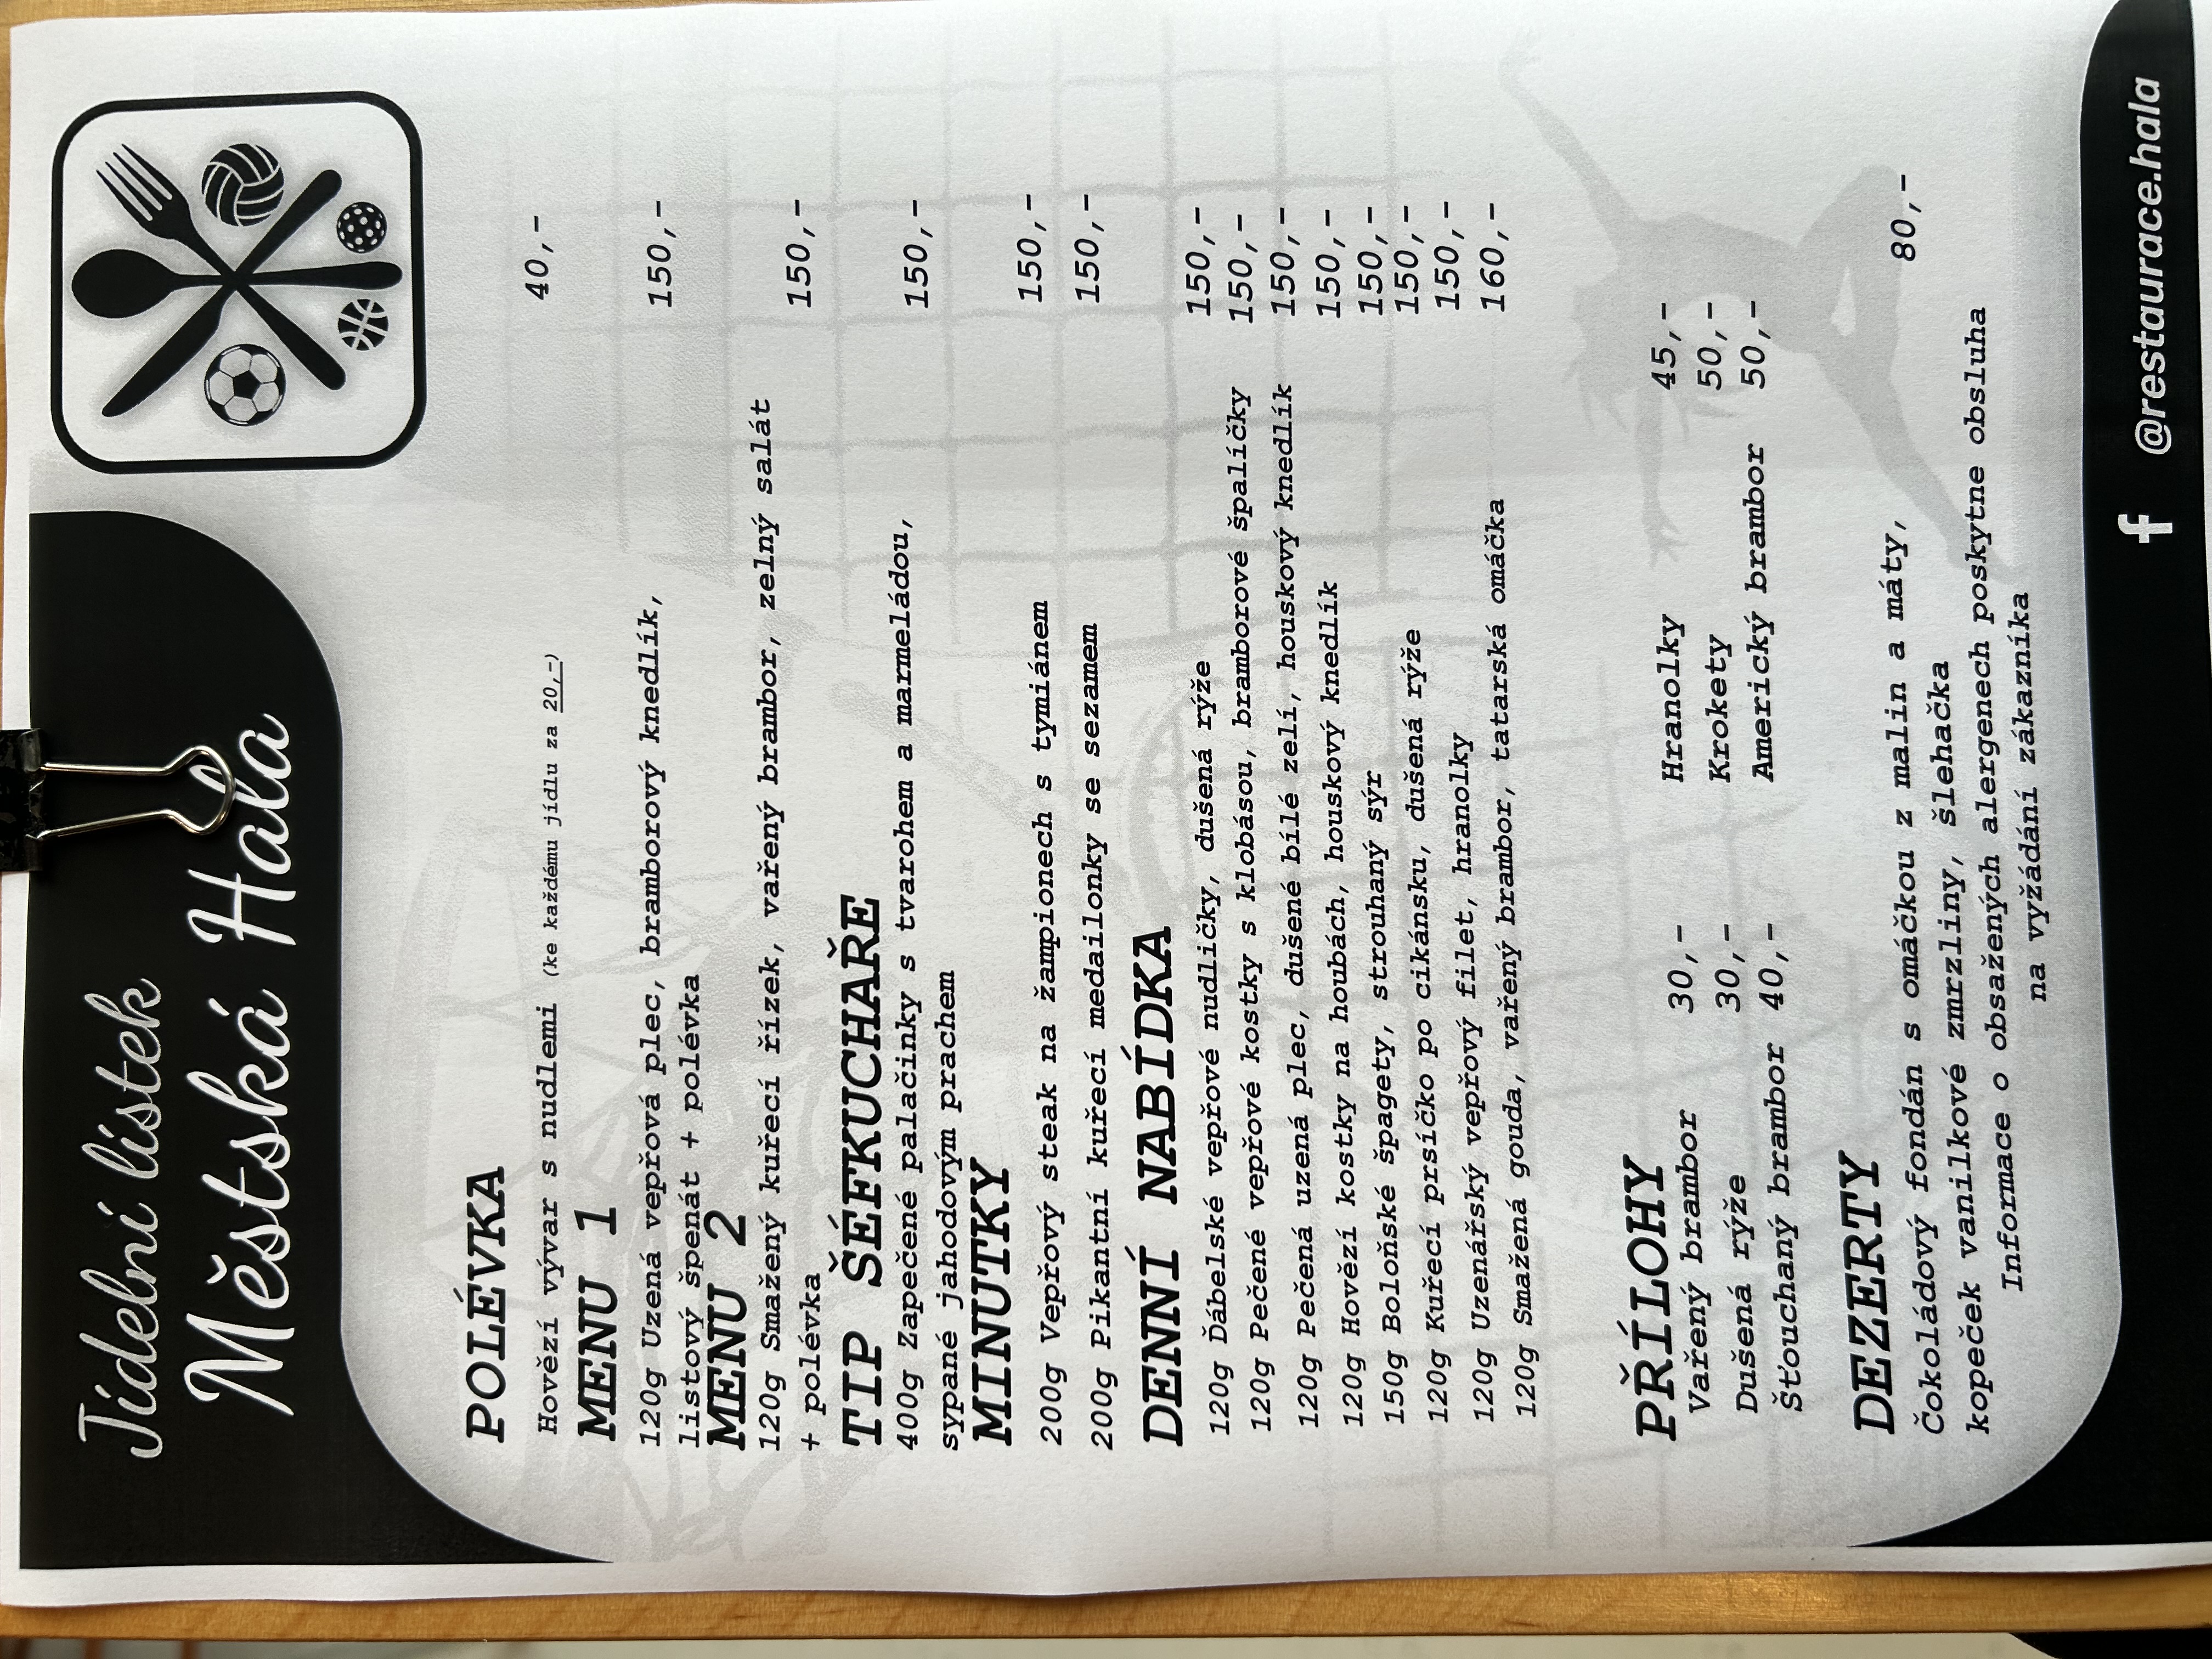 Jídelní lístek
Městská Hala
POLÉVKA
Hovězí vývar s nudlemi (ke každému jídlu za 20,-) 40,-
MENU 1
120g Uzená vepřová plec, bramborový knedlík, 150,-
listový špenát + polévka
MENU 2
120g Smažený kuřecí řízek, vařený brambor, zelný salát 150,-
+ polévka
TIP ŠÉFKUCHAŘE
400g Zapečené palačinky s tvarohem a marmeládou, 150,-
sypané jahodovým prachem
MINUTKY
200g Vepřový steak na žampionech s tymiánem 150,-
200g Pikantní kuřecí medailonky se sezamem 150,-
DENNÍ NABÍDKA
120g Ďábelské vepřové nudličky, dušená rýže 150,-
120g Pečené vepřové kostky s klobásou, bramborové špalíčky 150,-
120g Pečená uzená plec, dušené bílé zelí, houskový knedlík 150,-
120g Hovězí kostky na houbách, houskový knedlík 150,-
150g Boloňské špagety, strouhaný sýr 150,-
120g Kuřecí prsíčko po cikánsku, dušená rýže 150,-
120g Uzenářský vepřový filet, hranolky 150,-
120g Smažená gouda, vařený brambor, tatarská omáčka 160,-
PŘÍLOHY
Vařený brambor 30,- Hranolky 45,-
Dušená rýže 30,- Krokety 50,-
Šťouchaný brambor 40,- Americký brambor 50,-
DEZERTY
Čokoládový fondán s omáčkou z malin a máty, 80,-
kopeček vanilkové zmrzliny, šlehačka
Informace o obsažených alergenech poskytne obsluha
na vyžádání zákazníka
f @restaurace.hala